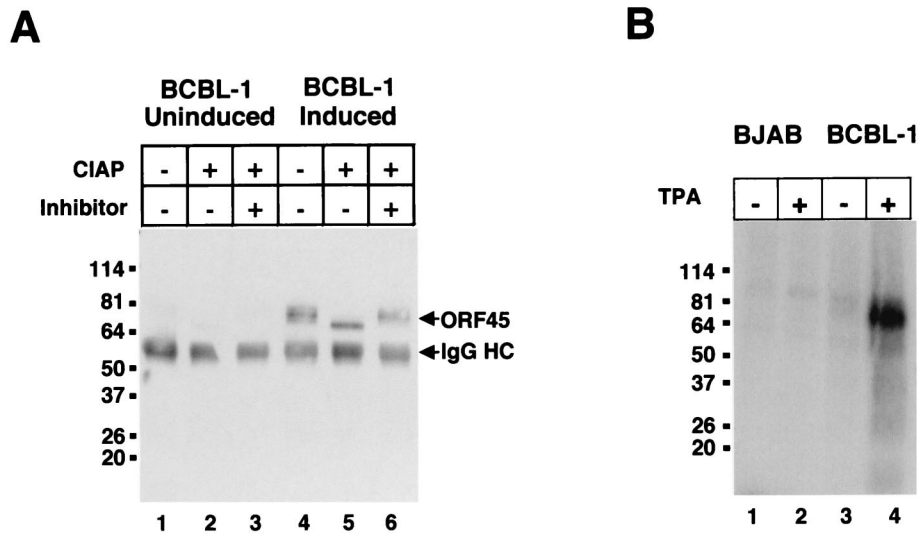 A
BCBL-1 Uninduced
BCBL-1 Induced
CIAP - + + - + +
Inhibitor - - + - - +
114
81
64
50
37
26
20
ORF45
IgG HC
1 2 3 4 5 6
B
BJAB BCBL-1
TPA - + - +
114
81
64
50
37
26
20
1 2 3 4